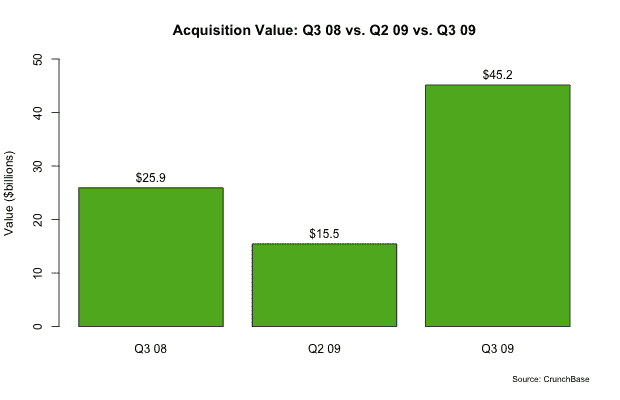 Acquisition Value: Q3 08 vs. Q2 09 vs. Q3 09
Value ($billions)
50
40
30
20
10
0
$25.9
$15.5
$45.2
Q3 08
Q2 09
Q3 09
Source: CrunchBase